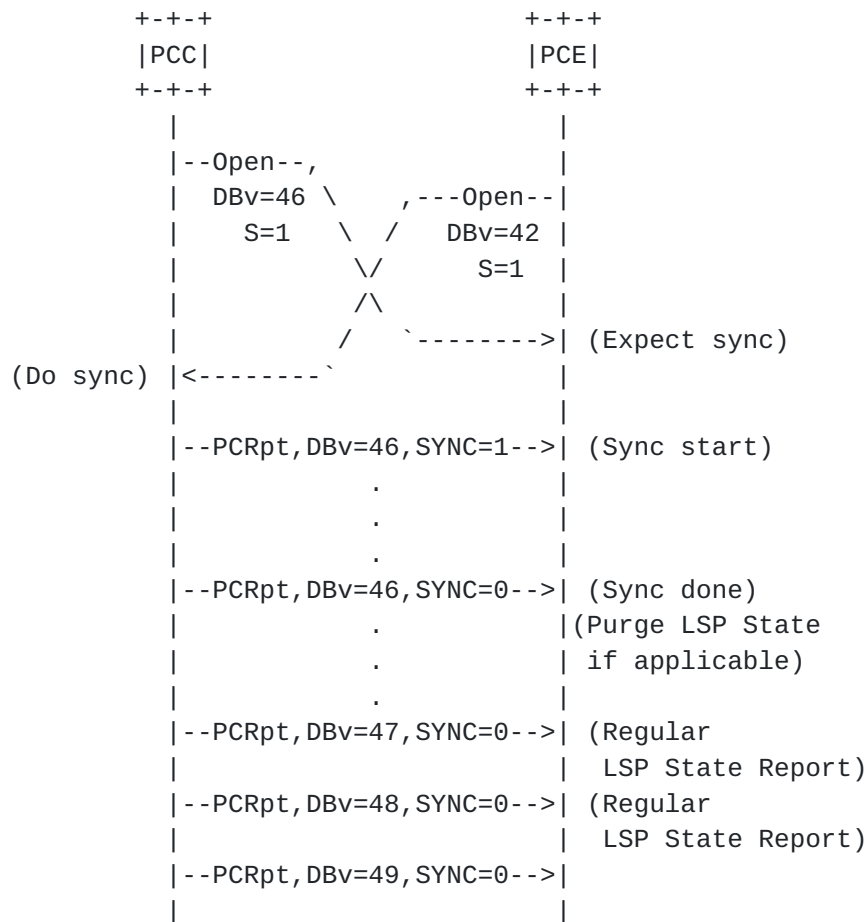 +-+-+                    +-+-+
|PCC|                    |PCE|
+-+-+                    +-+-+
  |                        |
  |--Open--,               |
  |  DBv=46 \    ,---Open--|
  |    S=1   \  /   DBv=42 |
  |           \/      S=1  |
  |           /\           |
  |          /   `-------->| (Expect sync)
(Do sync) |<--------`              |
  |                        |
  |--PCRpt,DBv=46,SYNC=1-->| (Sync start)
  |            .           |
  |            .           |
  |            .           |
  |--PCRpt,DBv=46,SYNC=0-->| (Sync done)
  |            .           |(Purge LSP State
  |            .           | if applicable)
  |            .           |
  |--PCRpt,DBv=47,SYNC=0-->| (Regular
  |                        |  LSP State Report)
  |--PCRpt,DBv=48,SYNC=0-->| (Regular
  |                        |  LSP State Report)
  |--PCRpt,DBv=49,SYNC=0-->|
  |                        |